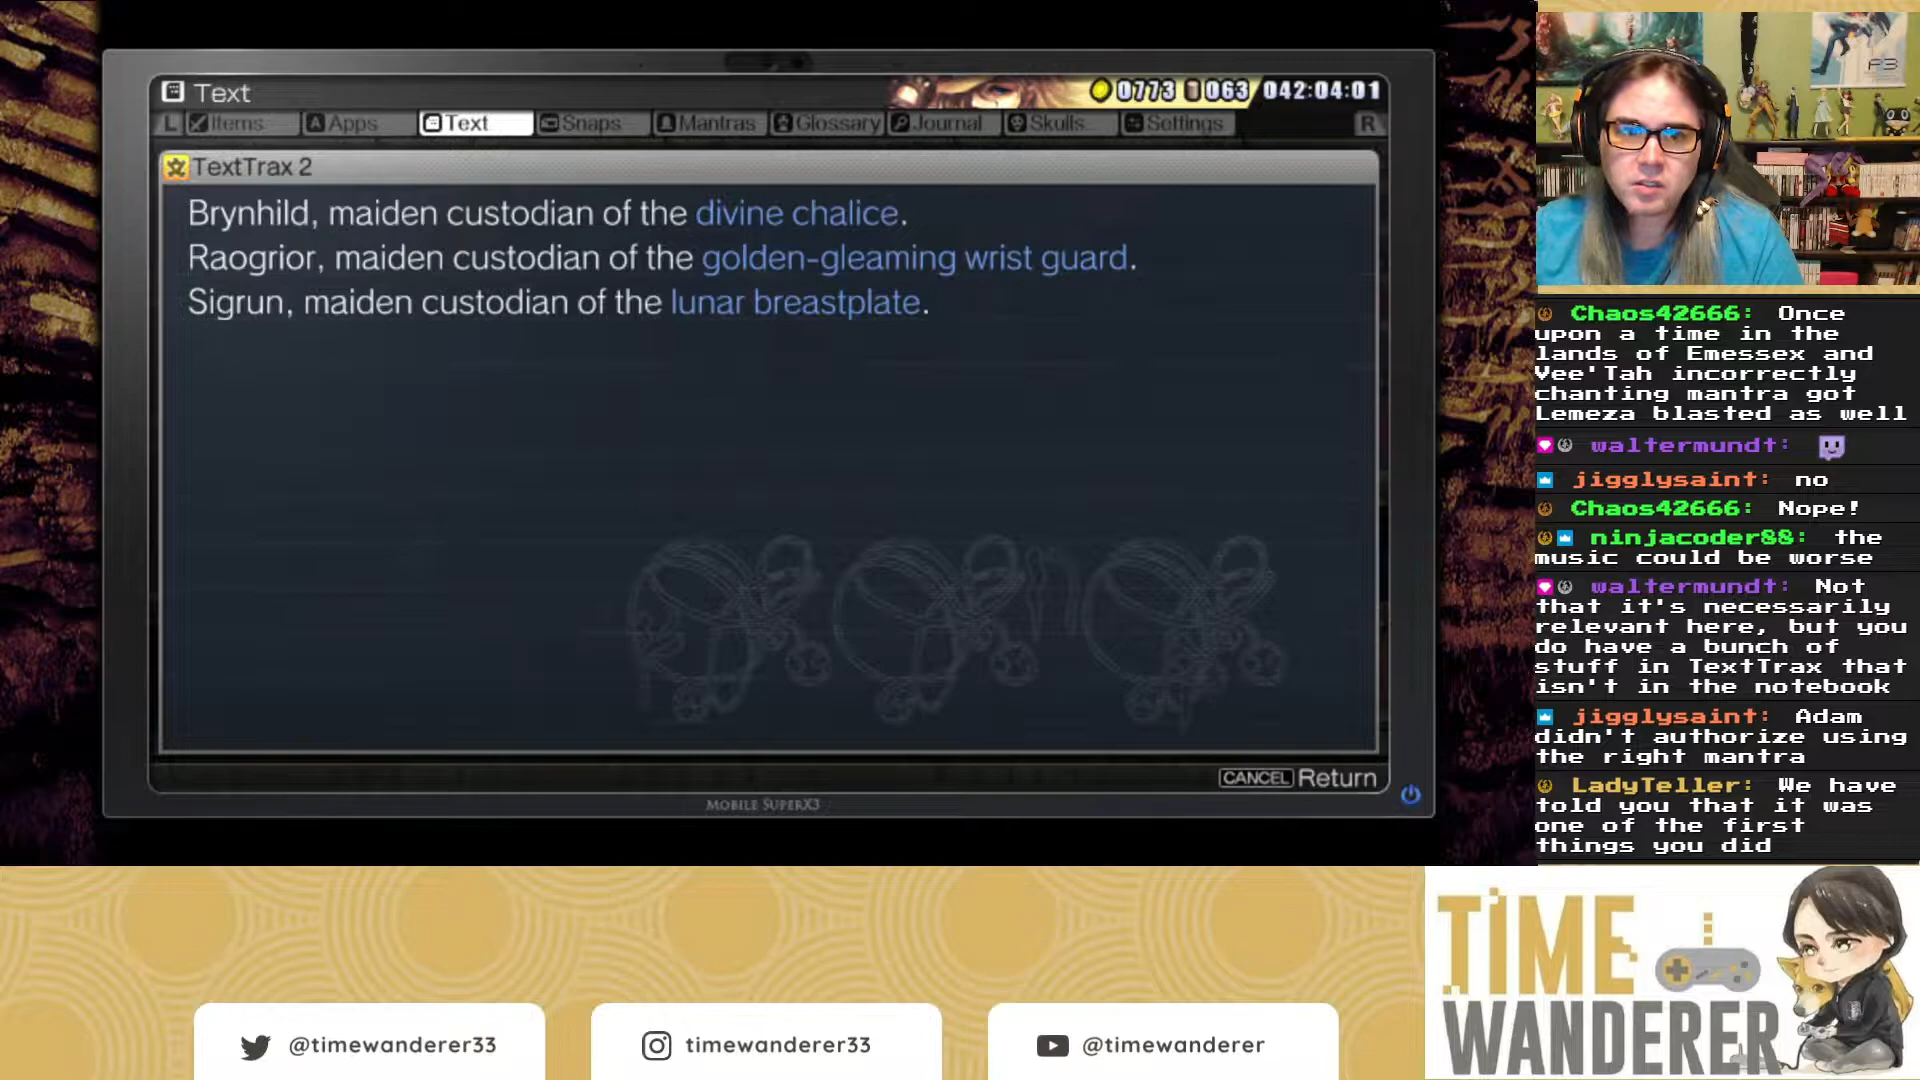 Text
0773 063 042:04:01
L Items Apps Text Snaps Mantras Glossary Journal Skulls Settings R
TextTrax 2
Brynhild, maiden custodian of the divine chalice.
Raogrior, maiden custodian of the golden-gleaming wrist guard.
Sigrun, maiden custodian of the lunar breastplate.
CANCEL Return
MOBILE SUPERX3
Chaos42666: Once
upon a time in the
lands of Emessex and
Vee'Tah incorrectly
chanting mantra got
Lemeza blasted as well
waltermundt:
jigglysaint: no
Chaos42666: Nope!
ninjacoder88: the
music could be worse
waltermundt: Not
that it's necessarily
relevant here, but you
do have a bunch of
stuff in TextTrax that
isn't in the notebook
jigglysaint: Adam
didn't authorize using
the right mantra
LadyTeller: We have
told you that it was
one of the first
things you did
TIME
WANDERER
@timewanderer33
timewanderer33
@timewanderer